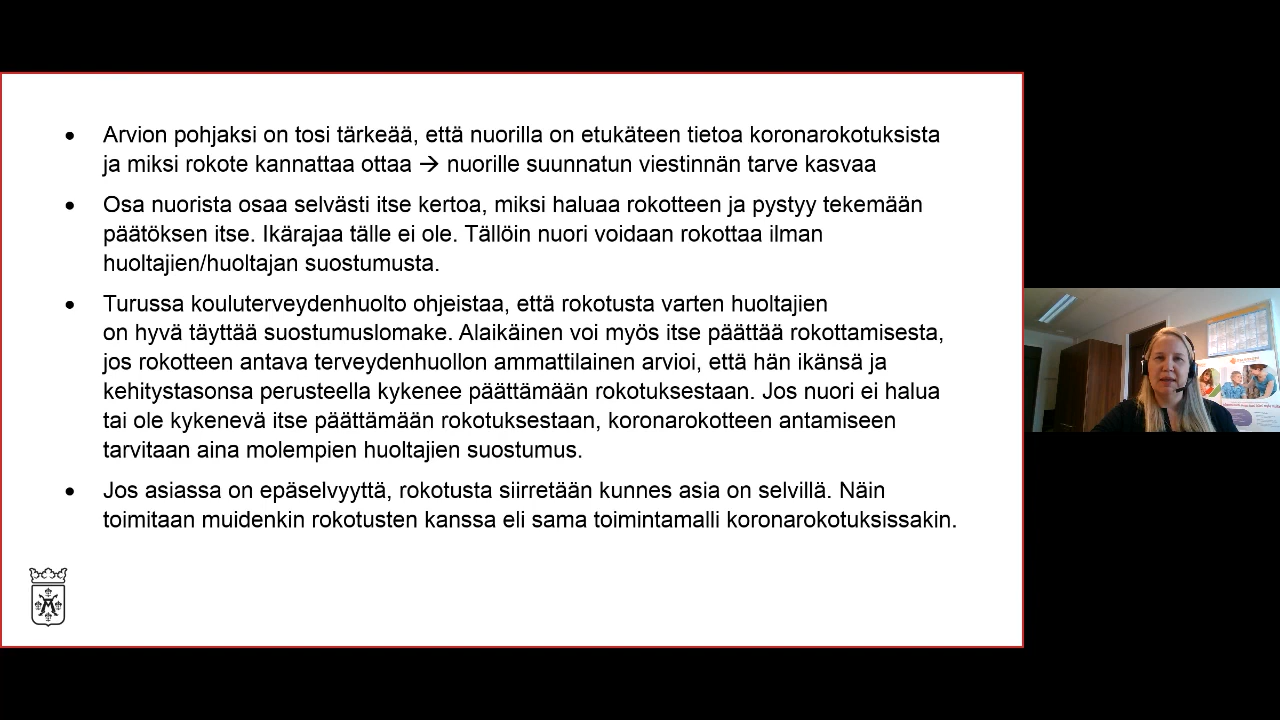 • Arvion pohjaksi on tosi tärkeää, että nuorilla on etukäteen tietoa koronarokotuksista
ja miksi rokote kannattaa ottaa → nuorille suunnatun viestinnän tarve kasvaa
• Osa nuorista osaa selvästi itse kertoa, miksi haluaa rokotteen ja pystyy tekemään
päätöksen itse. Ikärajaa tälle ei ole. Tällöin nuori voidaan rokottaa ilman
huoltajien/huoltajan suostumusta.
• Turussa kouluterveydenhuolto ohjeistaa, että rokotusta varten huoltajien
on hyvä täyttää suostumuslomake. Alaikäinen voi myös itse päättää rokottamisesta,
jos rokotteen antava terveydenhuollon ammattilainen arvioi, että hän ikänsä ja
kehitystasonsa perusteella kykenee päättämään rokotuksestaan. Jos nuori ei halua
tai ole kykenevä itse päättämään rokotuksestaan, koronarokotteen antamiseen
tarvitaan aina molempien huoltajien suostumus.
• Jos asiassa on epäselvyyttä, rokotusta siirretään kunnes asia on selvillä. Näin
toimitaan muidenkin rokotusten kanssa eli sama toimintamalli koronarokotuksissakin.